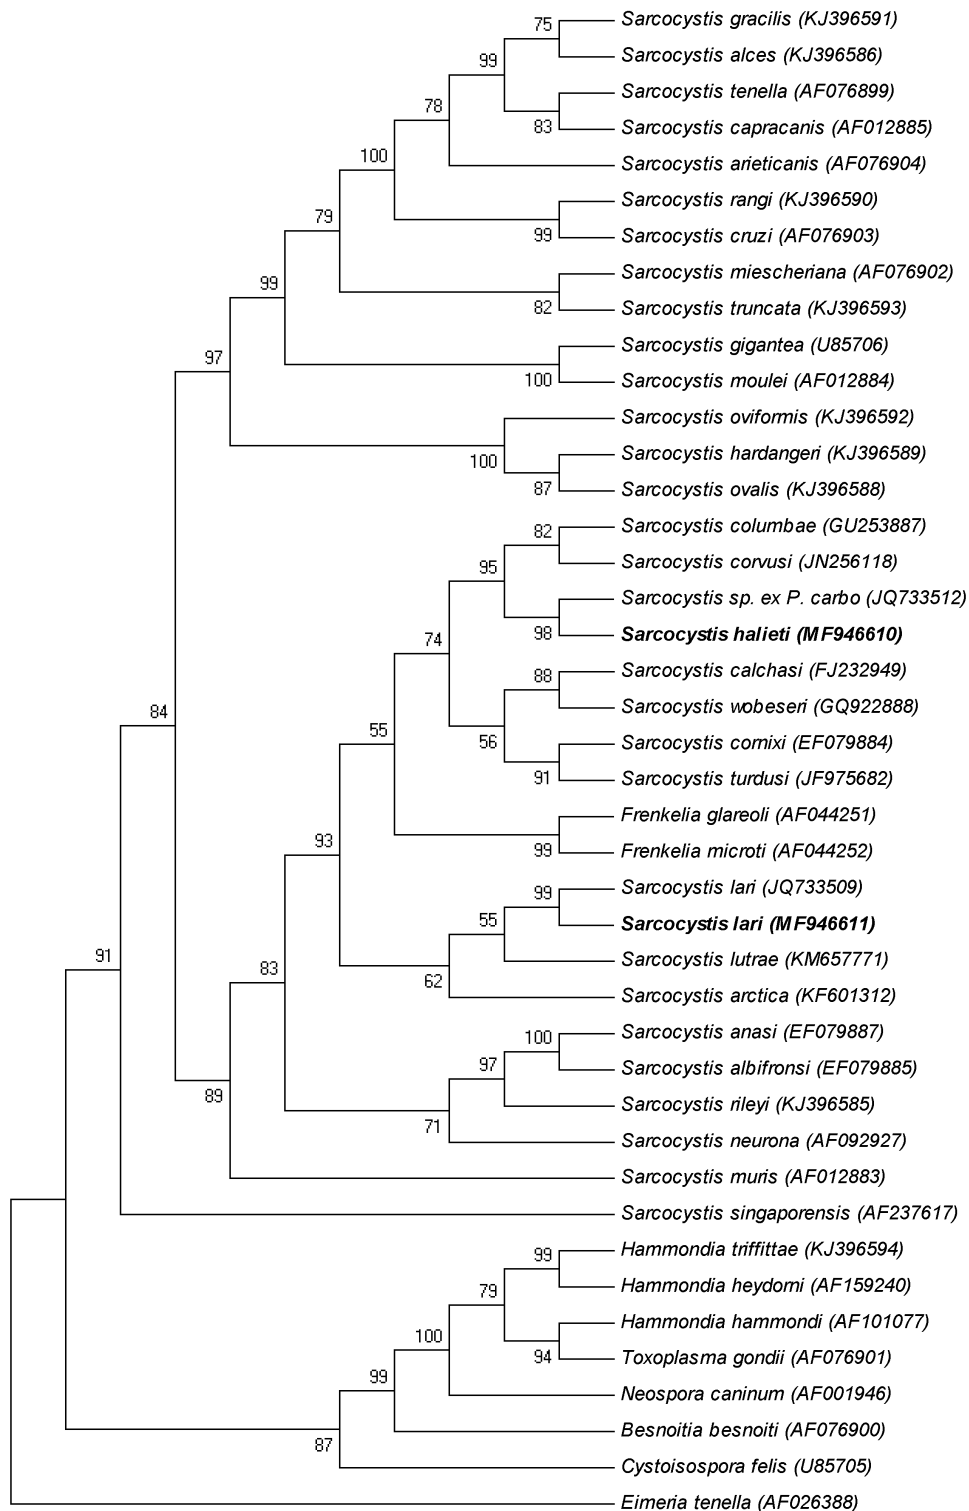 75
Sarcocystis gracilis (KJ396591)
99
Sarcocystis alces (KJ396586)
78
Sarcocystis tenella (AF076899)
83
Sarcocystis capracanis (AF012885)
100
Sarcocystis arieticanis (AF076904)
79
Sarcocystis rangi (KJ396590)
99
Sarcocystis cruzi (AF076903)
99
Sarcocystis miescheriana (AF076902)
82
Sarcocystis truncata (KJ396593)
97
Sarcocystis gigantea (U85706)
100
Sarcocystis moulei (AF012884)
Sarcocystis oviformis (KJ396592)
100
Sarcocystis hardangeri (KJ396589)
87
Sarcocystis ovalis (KJ396588)
82
Sarcocystis columbae (GU253887)
95
Sarcocystis corvusi (JN256118)
Sarcocystis sp. ex P. carbo (JQ733512)
74
98
Sarcocystis halieti (MF946610)
88
Sarcocystis calchasi (FJ232949)
84
Sarcocystis wobeseri (GQ922888)
55
56
Sarcocystis cornixi (EF079884)
91
Sarcocystis turdusi (JF975682)
Frenkelia glareoli (AF044251)
93
99
Frenkelia microti (AF044252)
99
Sarcocystis lari (JQ733509)
55
Sarcocystis lari (MF946611)
91
Sarcocystis lutrae (KM657771)
83
62
Sarcocystis arctica (KF601312)
100
Sarcocystis anasi (EF079887)
97
Sarcocystis albifronsi (EF079885)
89
Sarcocystis rileyi (KJ396585)
71
Sarcocystis neurona (AF092927)
Sarcocystis muris (AF012883)
Sarcocystis singaporensis (AF237617)
99
Hammondia triffittae (KJ396594)
79
Hammondia heydorni (AF159240)
100
Hammondia hammondi (AF101077)
94
Toxoplasma gondii (AF076901)
99
Neospora caninum (AF001946)
Besnoitia besnoiti (AF076900)
87
Cystoisospora felis (U85705)
Eimeria tenella (AF026388)